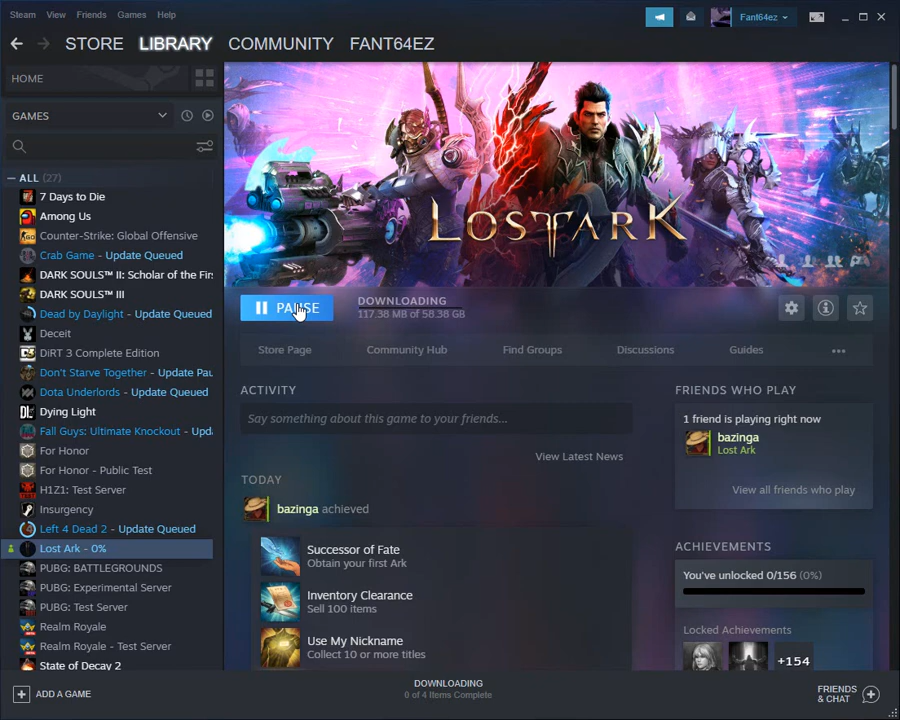 Steam View Friends Games Help
Fant64ez
STORE LIBRARY COMMUNITY FANT64EZ
HOME
GAMES
ALL (27)
7 Days to Die
Among Us
Counter-Strike: Global Offensive
Crab Game - Update Queued
DARK SOULS™ II: Scholar of the Fir
DARK SOULS™ III
Dead by Daylight - Update Queued
Deceit
DiRT 3 Complete Edition
Don't Starve Together - Update Pau
Dota Underlords - Update Queued
Dying Light
Fall Guys: Ultimate Knockout - Upda
For Honor
For Honor - Public Test
H1Z1: Test Server
Insurgency
Left 4 Dead 2 - Update Queued
Lost Ark - 0%
PUBG: BATTLEGROUNDS
PUBG: Experimental Server
PUBG: Test Server
Realm Royale
Realm Royale - Test Server
State of Decay 2
ADD A GAME
LOST ARK
PAUSE
DOWNLOADING
117.38 MB of 58.38 GB
Store Page Community Hub Find Groups Discussions Guides
ACTIVITY
Say something about this game to your friends...
View Latest News
TODAY
bazinga achieved
Successor of Fate
Obtain your first Ark
Inventory Clearance
Sell 100 items
Use My Nickname
Collect 10 or more titles
FRIENDS WHO PLAY
1 friend is playing right now
bazinga
Lost Ark
View all friends who play
ACHIEVEMENTS
You've unlocked 0/156 (0%)
Locked Achievements
+154
DOWNLOADING
0 of 4 Items Complete
FRIENDS
& CHAT